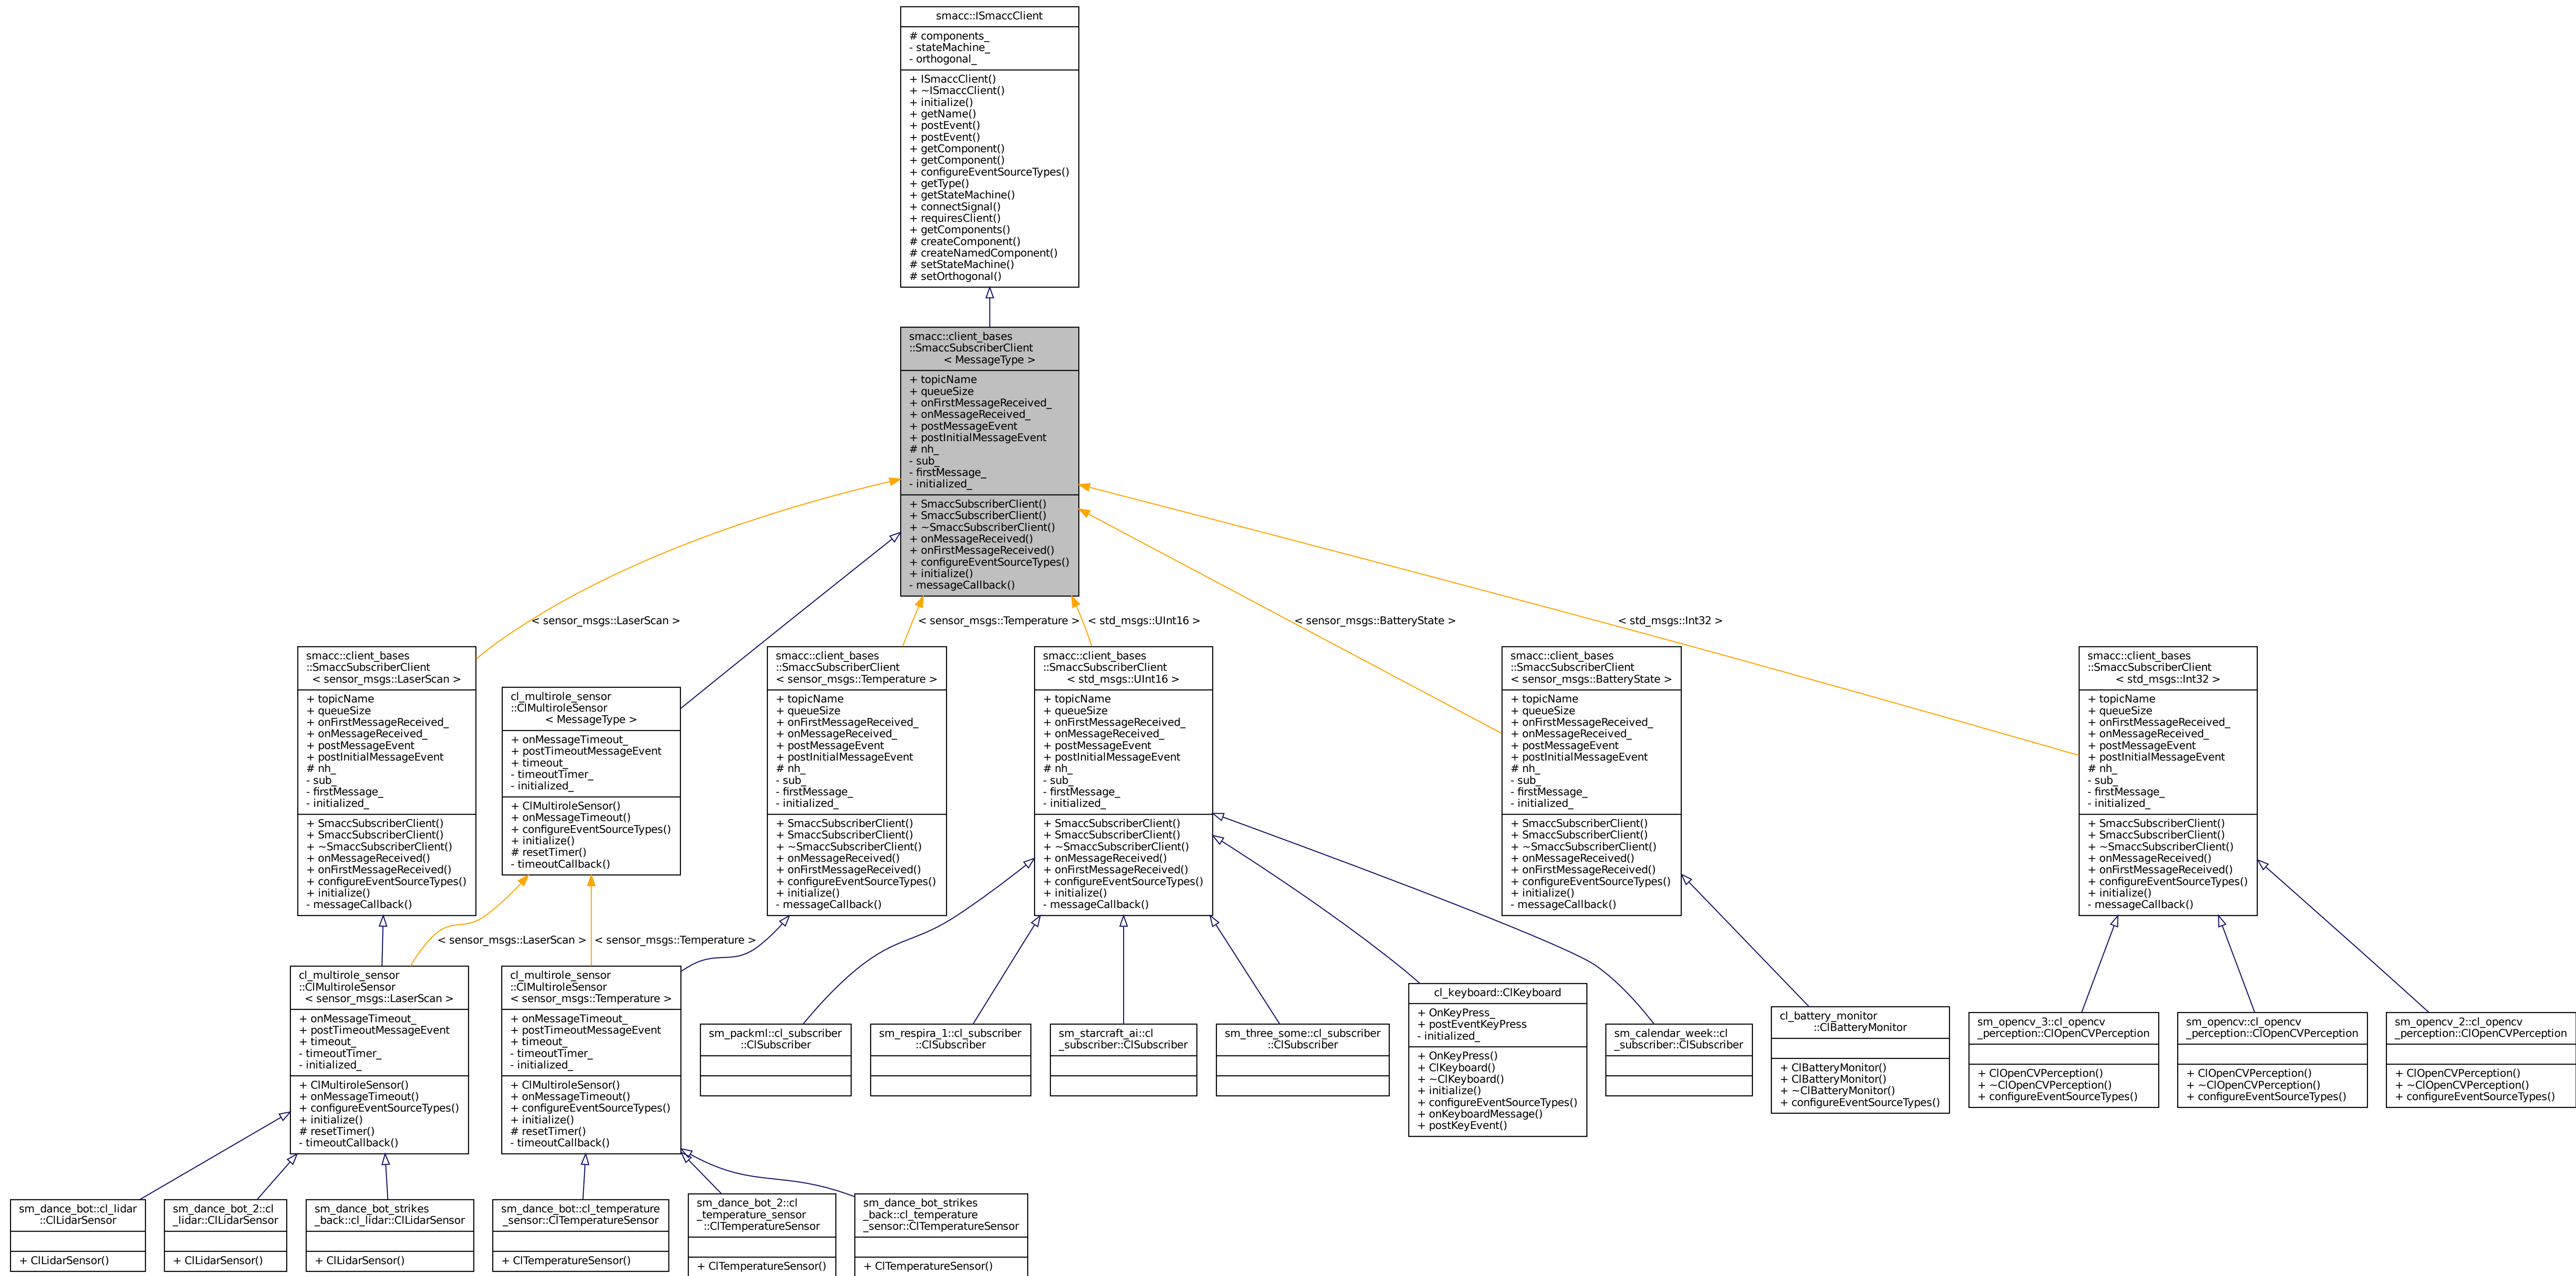 smacc::ISmaccClient
# components_
- stateMachine_
- orthogonal_
+ ISmaccClient()
+ ~ISmaccClient()
+ initialize()
+ getName()
+ postEvent()
+ postEvent()
+ getComponent()
+ getComponent()
+ configureEventSourceTypes()
+ getType()
+ getStateMachine()
+ connectSignal()
+ requiresClient()
+ getComponents()
# createComponent()
# createNamedComponent()
# setStateMachine()
# setOrthogonal()
smacc::client_bases
::SmaccSubscriberClient
< MessageType >
+ topicName
+ queueSize
+ onFirstMessageReceived_
+ onMessageReceived_
+ postMessageEvent
+ postInitialMessageEvent
# nh_
- sub_
- firstMessage_
- initialized_
+ SmaccSubscriberClient()
+ SmaccSubscriberClient()
+ ~SmaccSubscriberClient()
+ onMessageReceived()
+ onFirstMessageReceived()
+ configureEventSourceTypes()
+ initialize()
- messageCallback()
< sensor_msgs::LaserScan >
< sensor_msgs::Temperature >
< std_msgs::UInt16 >
< sensor_msgs::BatteryState >
< std_msgs::Int32 >
smacc::client_bases
::SmaccSubscriberClient
< sensor_msgs::LaserScan >
+ topicName
+ queueSize
+ onFirstMessageReceived_
+ onMessageReceived_
+ postMessageEvent
+ postInitialMessageEvent
# nh_
- sub_
- firstMessage_
- initialized_
+ SmaccSubscriberClient()
+ SmaccSubscriberClient()
+ ~SmaccSubscriberClient()
+ onMessageReceived()
+ onFirstMessageReceived()
+ configureEventSourceTypes()
+ initialize()
- messageCallback()
cl_multirole_sensor
::ClMultiroleSensor
< MessageType >
+ onMessageTimeout_
+ postTimeoutMessageEvent
+ timeout_
- timeoutTimer_
- initialized_
+ ClMultiroleSensor()
+ onMessageTimeout()
+ configureEventSourceTypes()
+ initialize()
# resetTimer()
- timeoutCallback()
smacc::client_bases
::SmaccSubscriberClient
< sensor_msgs::Temperature >
+ topicName
+ queueSize
+ onFirstMessageReceived_
+ onMessageReceived_
+ postMessageEvent
+ postInitialMessageEvent
# nh_
- sub_
- firstMessage_
- initialized_
+ SmaccSubscriberClient()
+ SmaccSubscriberClient()
+ ~SmaccSubscriberClient()
+ onMessageReceived()
+ onFirstMessageReceived()
+ configureEventSourceTypes()
+ initialize()
- messageCallback()
smacc::client_bases
::SmaccSubscriberClient
< std_msgs::UInt16 >
+ topicName
+ queueSize
+ onFirstMessageReceived_
+ onMessageReceived_
+ postMessageEvent
+ postInitialMessageEvent
# nh_
- sub_
- firstMessage_
- initialized_
+ SmaccSubscriberClient()
+ SmaccSubscriberClient()
+ ~SmaccSubscriberClient()
+ onMessageReceived()
+ onFirstMessageReceived()
+ configureEventSourceTypes()
+ initialize()
- messageCallback()
smacc::client_bases
::SmaccSubscriberClient
< sensor_msgs::BatteryState >
+ topicName
+ queueSize
+ onFirstMessageReceived_
+ onMessageReceived_
+ postMessageEvent
+ postInitialMessageEvent
# nh_
- sub_
- firstMessage_
- initialized_
+ SmaccSubscriberClient()
+ SmaccSubscriberClient()
+ ~SmaccSubscriberClient()
+ onMessageReceived()
+ onFirstMessageReceived()
+ configureEventSourceTypes()
+ initialize()
- messageCallback()
smacc::client_bases
::SmaccSubscriberClient
< std_msgs::Int32 >
+ topicName
+ queueSize
+ onFirstMessageReceived_
+ onMessageReceived_
+ postMessageEvent
+ postInitialMessageEvent
# nh_
- sub_
- firstMessage_
- initialized_
+ SmaccSubscriberClient()
+ SmaccSubscriberClient()
+ ~SmaccSubscriberClient()
+ onMessageReceived()
+ onFirstMessageReceived()
+ configureEventSourceTypes()
+ initialize()
- messageCallback()
< sensor_msgs::LaserScan >
< sensor_msgs::Temperature >
cl_multirole_sensor
::ClMultiroleSensor
< sensor_msgs::LaserScan >
+ onMessageTimeout_
+ postTimeoutMessageEvent
+ timeout_
- timeoutTimer_
- initialized_
+ ClMultiroleSensor()
+ onMessageTimeout()
+ configureEventSourceTypes()
+ initialize()
# resetTimer()
- timeoutCallback()
cl_multirole_sensor
::ClMultiroleSensor
< sensor_msgs::Temperature >
+ onMessageTimeout_
+ postTimeoutMessageEvent
+ timeout_
- timeoutTimer_
- initialized_
+ ClMultiroleSensor()
+ onMessageTimeout()
+ configureEventSourceTypes()
+ initialize()
# resetTimer()
- timeoutCallback()
sm_packml::cl_subscriber
::ClSubscriber
sm_respira_1::cl_subscriber
::ClSubscriber
sm_starcraft_ai::cl
_subscriber::ClSubscriber
sm_three_some::cl_subscriber
::ClSubscriber
cl_keyboard::ClKeyboard
+ OnKeyPress_
+ postEventKeyPress
- initialized_
+ OnKeyPress()
+ ClKeyboard()
+ ~ClKeyboard()
+ initialize()
+ configureEventSourceTypes()
+ onKeyboardMessage()
+ postKeyEvent()
sm_calendar_week::cl
_subscriber::ClSubscriber
cl_battery_monitor
::ClBatteryMonitor
+ ClBatteryMonitor()
+ ClBatteryMonitor()
+ ~ClBatteryMonitor()
+ configureEventSourceTypes()
sm_opencv_3::cl_opencv
_perception::ClOpenCVPerception
+ ClOpenCVPerception()
+ ~ClOpenCVPerception()
+ configureEventSourceTypes()
sm_opencv::cl_opencv
_perception::ClOpenCVPerception
+ ClOpenCVPerception()
+ ~ClOpenCVPerception()
+ configureEventSourceTypes()
sm_opencv_2::cl_opencv
_perception::ClOpenCVPerception
+ ClOpenCVPerception()
+ ~ClOpenCVPerception()
+ configureEventSourceTypes()
sm_dance_bot::cl_lidar
::ClLidarSensor
+ ClLidarSensor()
sm_dance_bot_2::cl
_lidar::ClLidarSensor
+ ClLidarSensor()
sm_dance_bot_strikes
_back::cl_lidar::ClLidarSensor
+ ClLidarSensor()
sm_dance_bot::cl_temperature
_sensor::ClTemperatureSensor
+ ClTemperatureSensor()
sm_dance_bot_2::cl
_temperature_sensor
::ClTemperatureSensor
+ ClTemperatureSensor()
sm_dance_bot_strikes
_back::cl_temperature
_sensor::ClTemperatureSensor
+ ClTemperatureSensor()